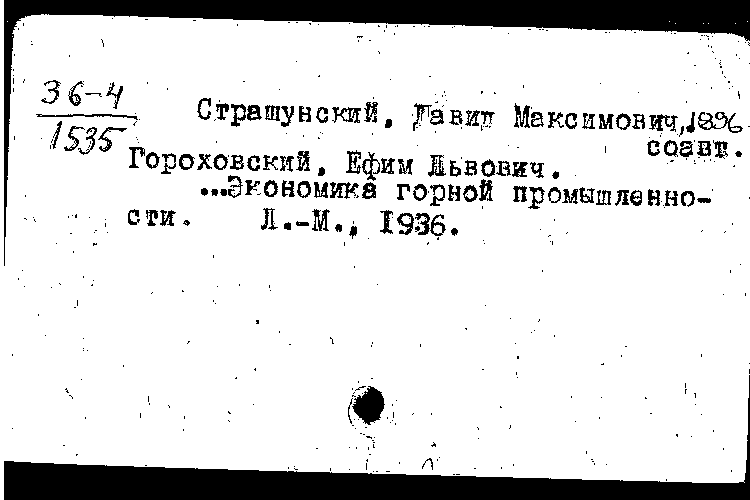 36-4
1535
Страшунский, Давид Максимович, 1896
соавт.
Гороховский, Ефим Львович.
...Экономика горной промышленно-
сти. Л.-М., 1936.